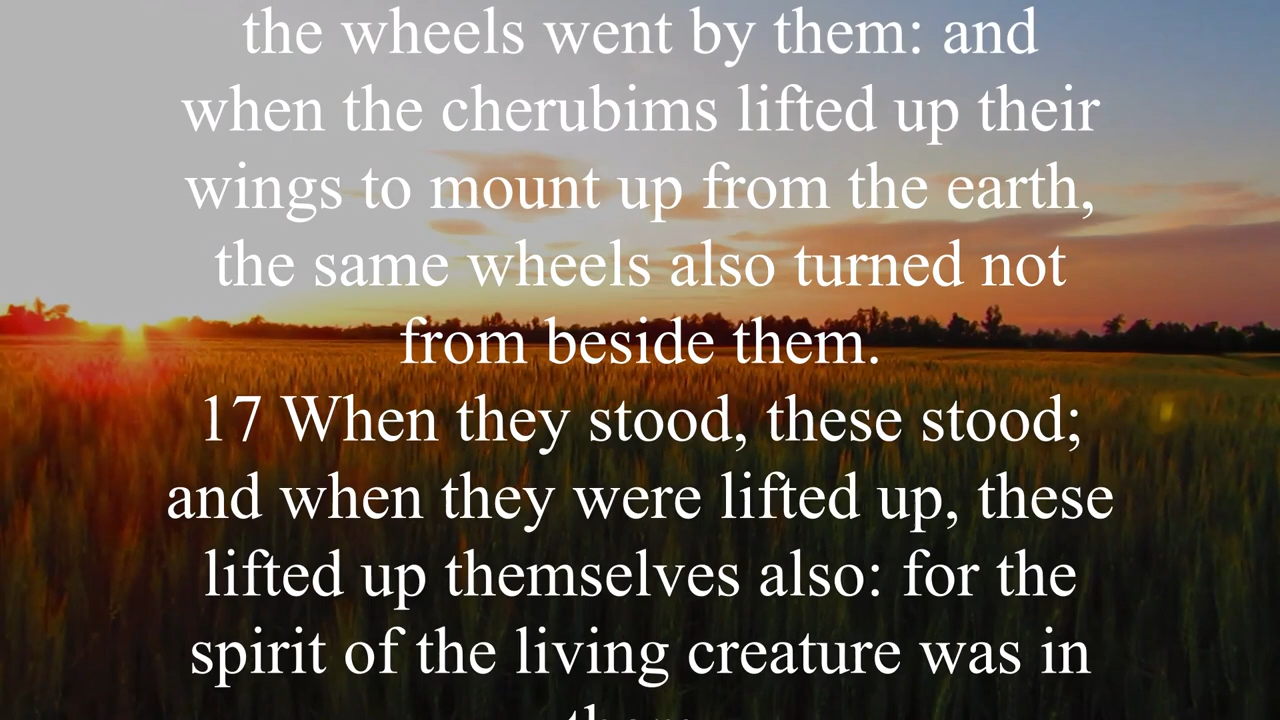 the wheels went by them: and
when the cherubims lifted up their
wings to mount up from the earth,
the same wheels also turned not
from beside them.
17 When they stood, these stood;
and when they were lifted up, these
lifted up themselves also: for the
spirit of the living creature was in